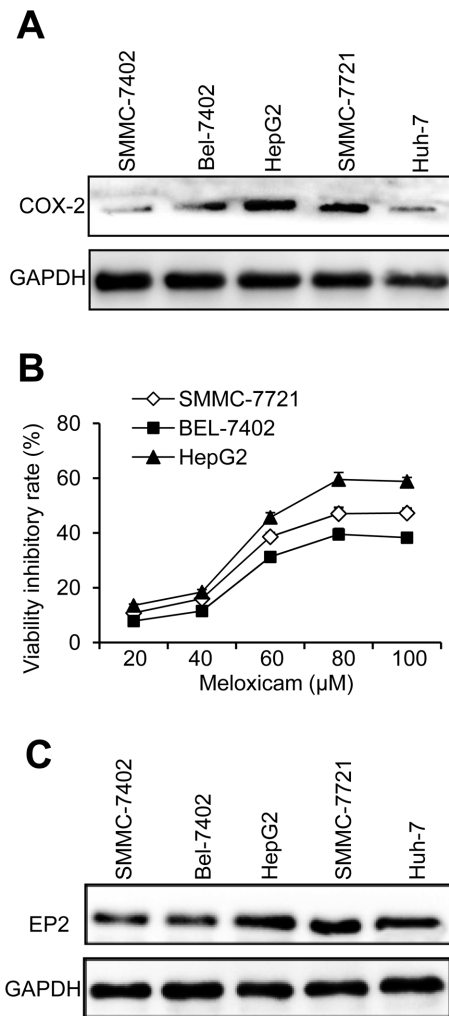 A
SMMC-7402
Bel-7402
HepG2
SMMC-7721
Huh-7
COX-2
GAPDH
B
SMMC-7721
BEL-7402
HepG2
Viability inhibitory rate (%)
80
60
40
20
0
20 40 60 80 100
Meloxicam (µM)
C
SMMC-7402
Bel-7402
HepG2
SMMC-7721
Huh-7
EP2
GAPDH